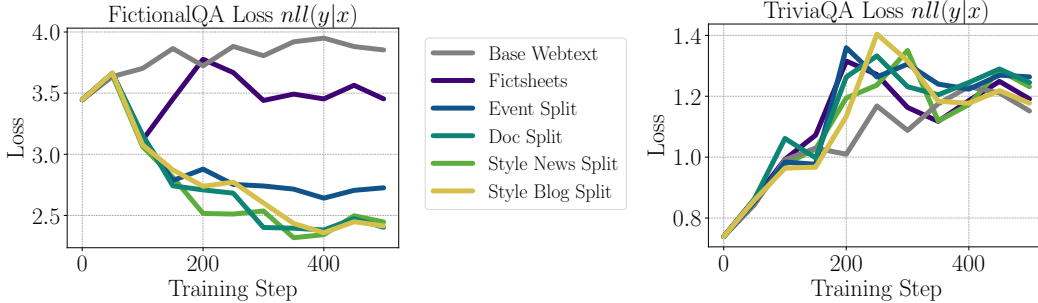 FictionalQA Loss nll(y|x)
4.0
3.5
3.0
2.5
Loss
0
200
400
Training Step
Base Webtext
Fictsheets
Event Split
Doc Split
Style News Split
Style Blog Split
TriviaQA Loss nll(y|x)
1.4
1.2
1.0
0.8
Loss
0
200
400
Training Step